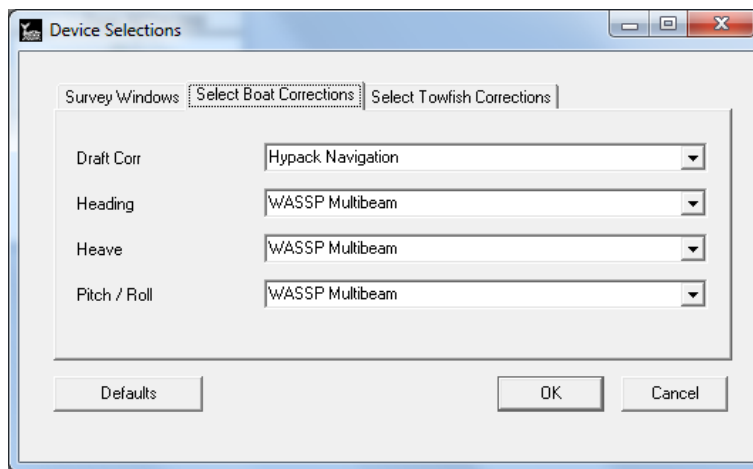 Device Selections
Survey Windows Select Boat Corrections Select Towfish Corrections
Draft Corr Hypack Navigation
Heading WASSP Multibeam
Heave WASSP Multibeam
Pitch / Roll WASSP Multibeam
Defaults OK Cancel